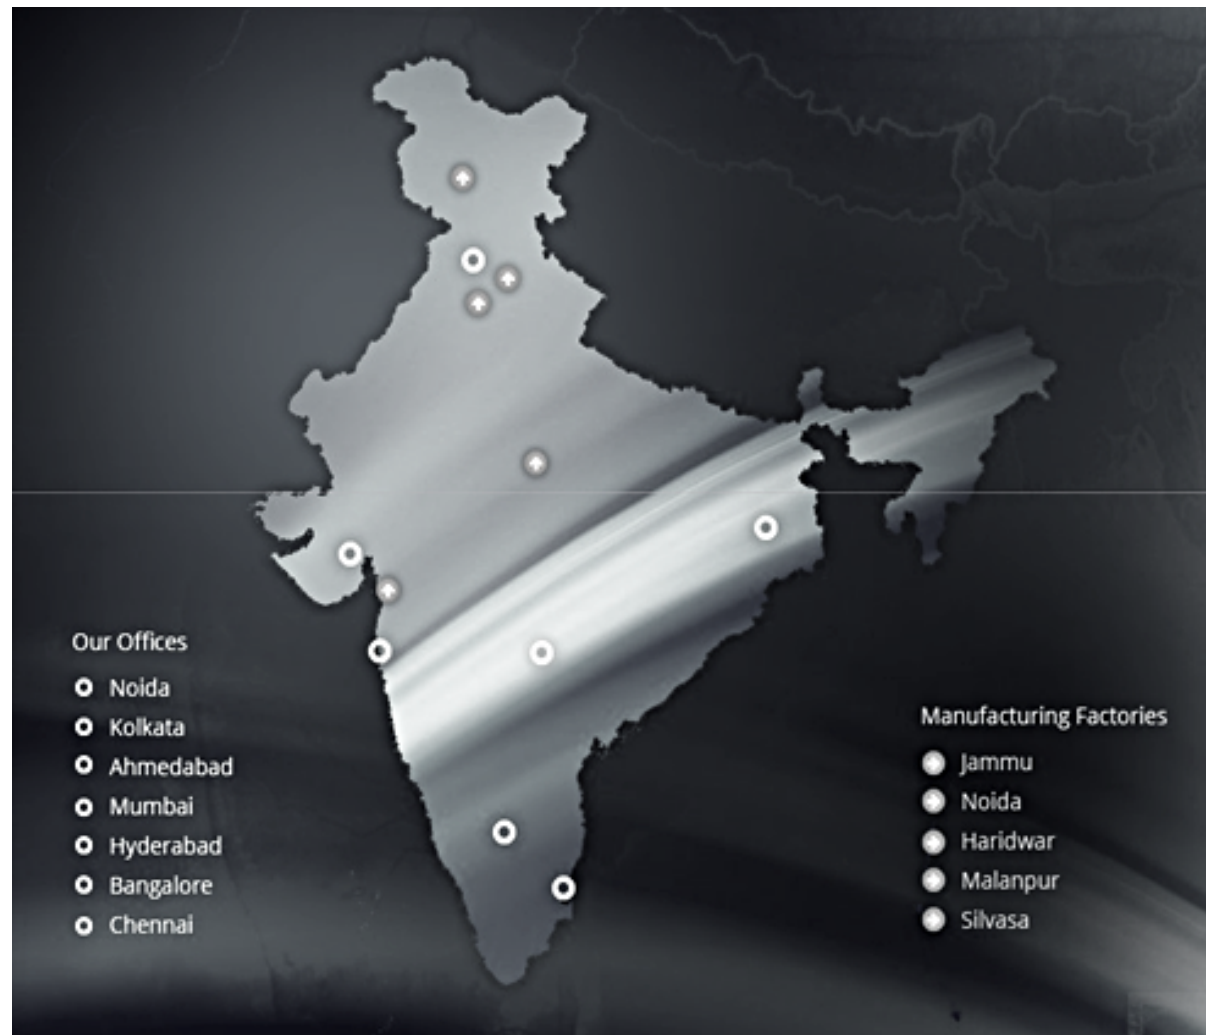 Our Offices
Noida
Kolkata
Ahmedabad
Mumbai
Hyderabad
Bangalore
Chennai
Manufacturing Factories
Jammu
Noida
Haridwar
Malanpur
Silvasa